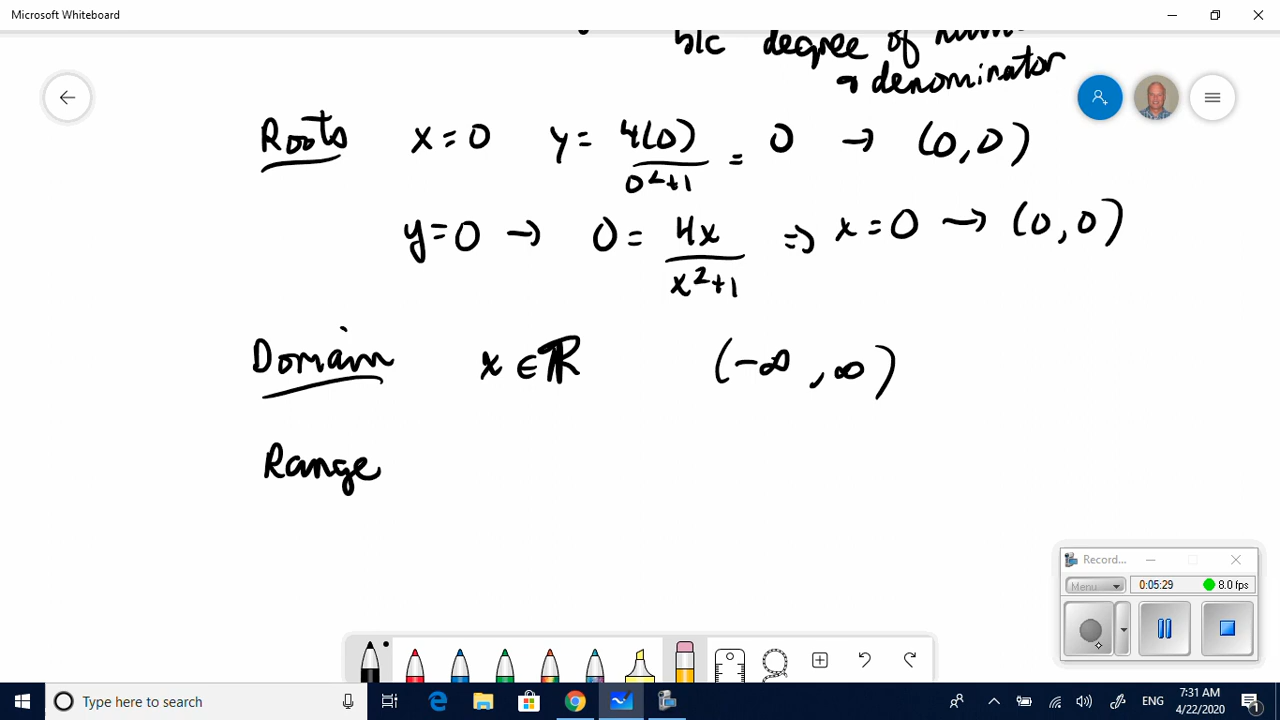 Microsoft Whiteboard
b/c degree of num
& denominator
Roots x=0 y= 4(0)/0²+1 = 0 → (0,0)
y=0 → 0= 4x/x²+1 ⇒ x=0 → (0,0)
Domain x∈ℝ (-∞,∞)
Range
Record...
Menu 0:05:29 8.0 fps
Type here to search
ENG
7:31 AM
4/22/2020
1